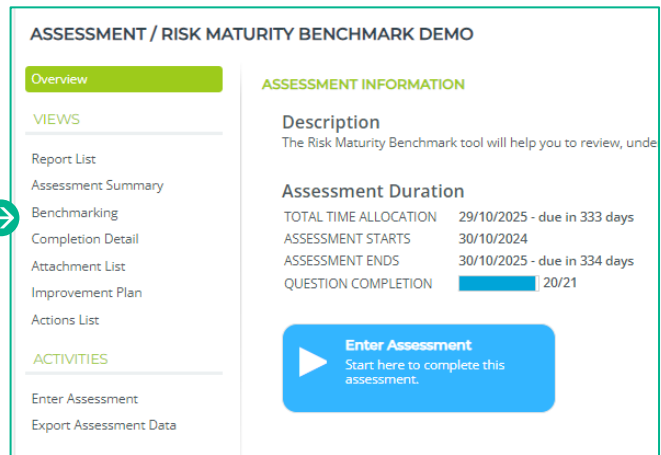 ASSESSMENT / RISK MATURITY BENCHMARK DEMO
Overview
VIEWS
Report List
Assessment Summary
Benchmarking
Completion Detail
Attachment List
Improvement Plan
Actions List
ACTIVITIES
Enter Assessment
Export Assessment Data
ASSESSMENT INFORMATION
Description
The Risk Maturity Benchmark tool will help you to review, unde
Assessment Duration
TOTAL TIME ALLOCATION 29/10/2025 - due in 333 days
ASSESSMENT STARTS 30/10/2024
ASSESSMENT ENDS 30/10/2025 - due in 334 days
QUESTION COMPLETION 20/21
Enter Assessment
Start here to complete this
assessment.